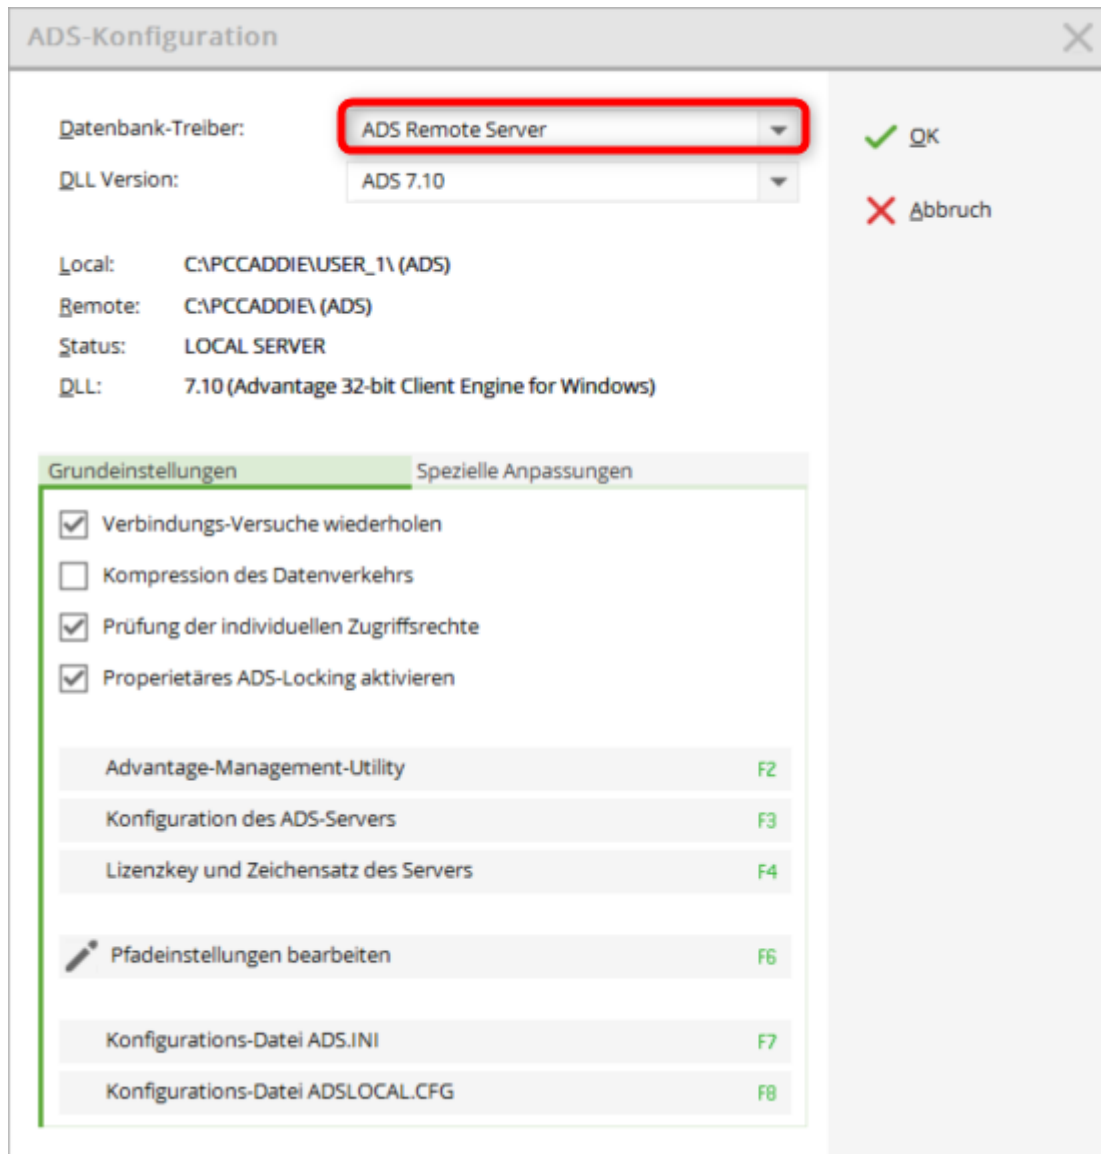 ADS-Konfiguration
Datenbank-Treiber: ADS Remote Server
DLL Version: ADS 7.10
OK
Abbruch
Local: C:\PCCADDIE\USER_1\ (ADS)
Remote: C:\PCCADDIE\ (ADS)
Status: LOCAL SERVER
DLL: 7.10 (Advantage 32-bit Client Engine for Windows)
Grundeinstellungen Spezielle Anpassungen
Verbindungs-Versuche wiederholen
Kompression des Datenverkehrs
Prüfung der individuellen Zugriffsrechte
Properietäres ADS-Locking aktivieren
Advantage-Management-Utility F2
Konfiguration des ADS-Servers F3
Lizenzkey und Zeichensatz des Servers F4
Pfadeinstellungen bearbeiten F6
Konfigurations-Datei ADS.INI F7
Konfigurations-Datei ADSLOCAL.CFG F8